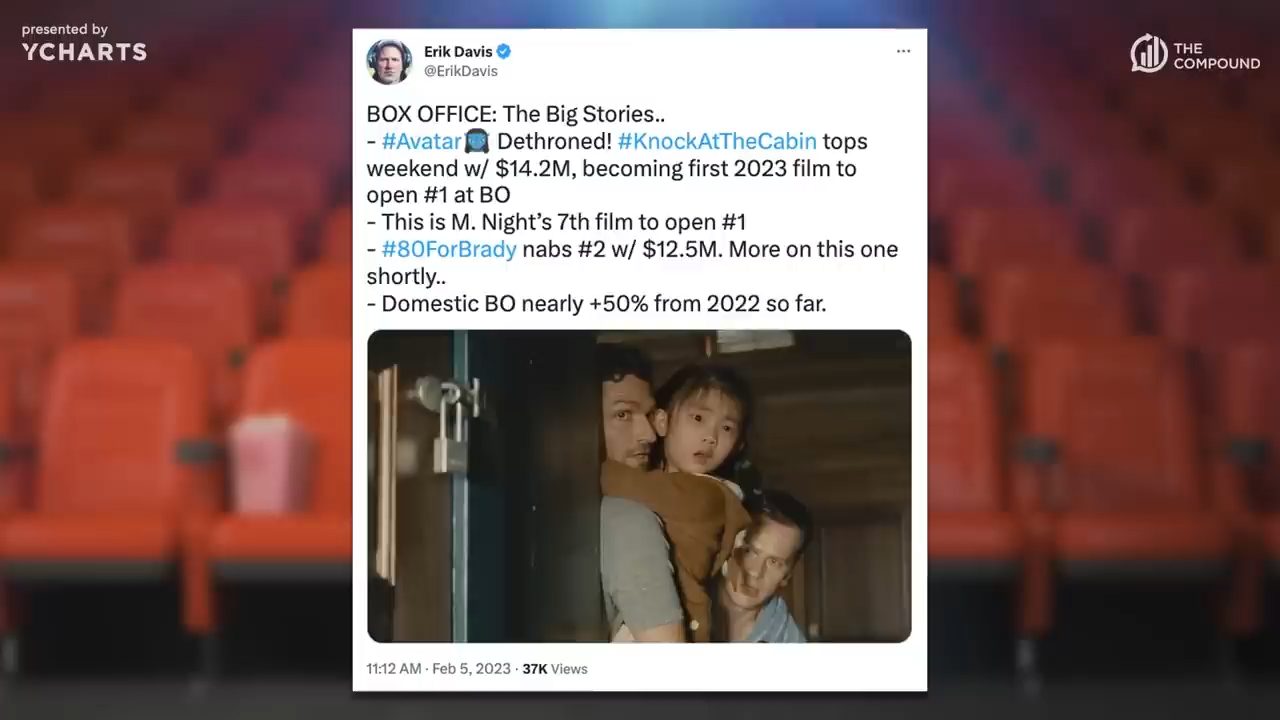 presented by
YCHARTS
THE
COMPOUND
Erik Davis
@ErikDavis
BOX OFFICE: The Big Stories..
- #Avatar Dethroned! #KnockAtTheCabin tops
weekend w/ $14.2M, becoming first 2023 film to
open #1 at BO
- This is M. Night’s 7th film to open #1
- #80ForBrady nabs #2 w/ $12.5M. More on this one
shortly..
- Domestic BO nearly +50% from 2022 so far.
11:12 AM · Feb 5, 2023 · 37K Views